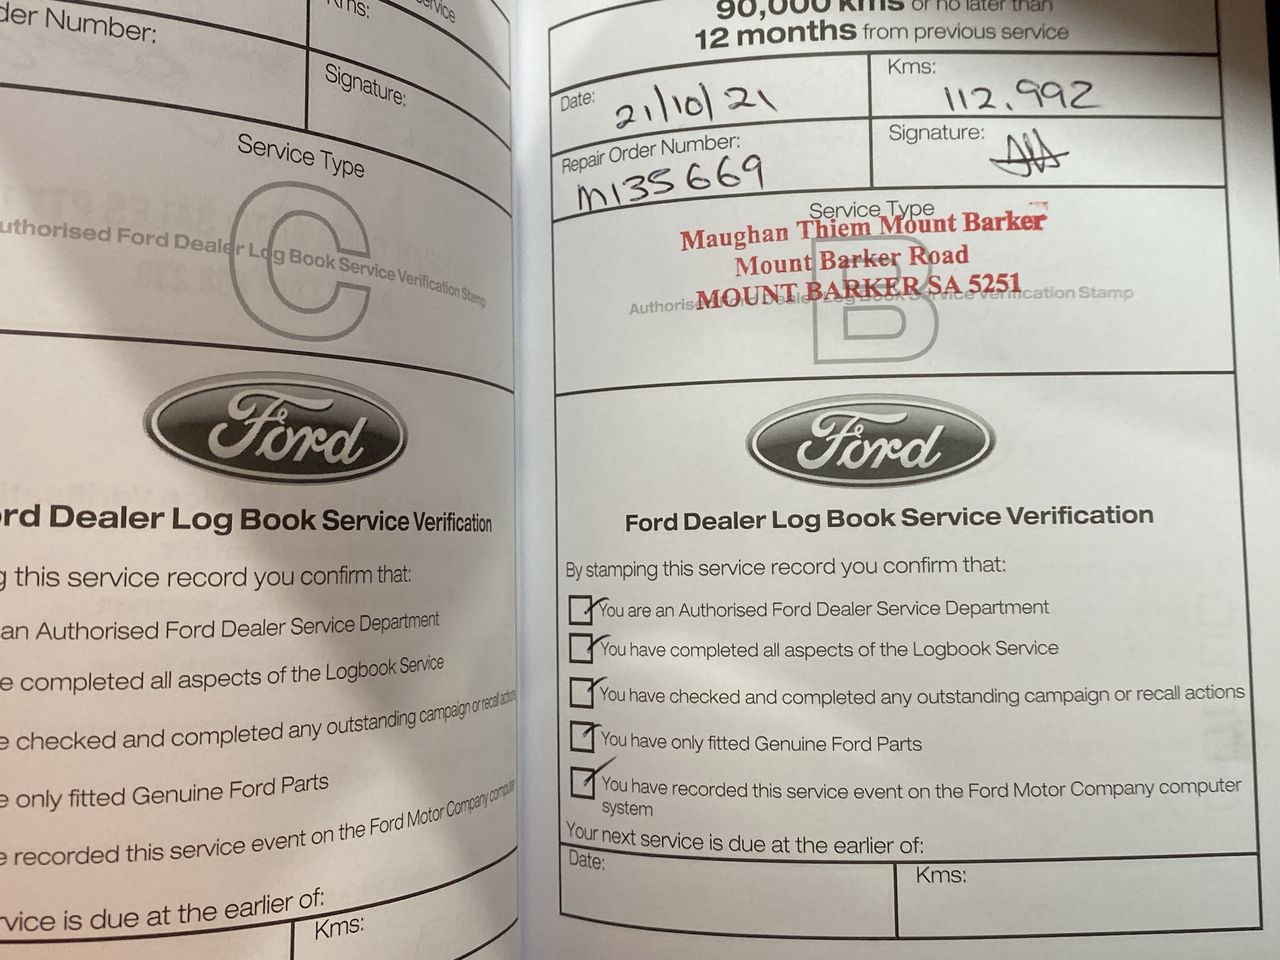 der Number:
Kms:
ervice
Signature:
Service Type
C
uthorised Ford Dealer Log Book Service Verification Stamp
Ford
rd Dealer Log Book Service Verification
g this service record you confirm that:
an Authorised Ford Dealer Service Department
e completed all aspects of the Logbook Service
e checked and completed any outstanding campaign or recall actions
e only fitted Genuine Ford Parts
e recorded this service event on the Ford Motor Company computer
rvice is due at the earlier of:
Kms:
90,000 kms or no later than
12 months from previous service
Date: 21/10/21
Kms: 112.992
Repair Order Number: M135669
Signature:
Service Type
Maughan Thiem Mount Barker
Mount Barker Road
MOUNT BARKER SA 5251
B
Authorised Ford Dealer Log Book Service Verification Stamp
Ford
Ford Dealer Log Book Service Verification
By stamping this service record you confirm that:
You are an Authorised Ford Dealer Service Department
You have completed all aspects of the Logbook Service
You have checked and completed any outstanding campaign or recall actions
You have only fitted Genuine Ford Parts
You have recorded this service event on the Ford Motor Company computer
system
Your next service is due at the earlier of:
Date:
Kms: